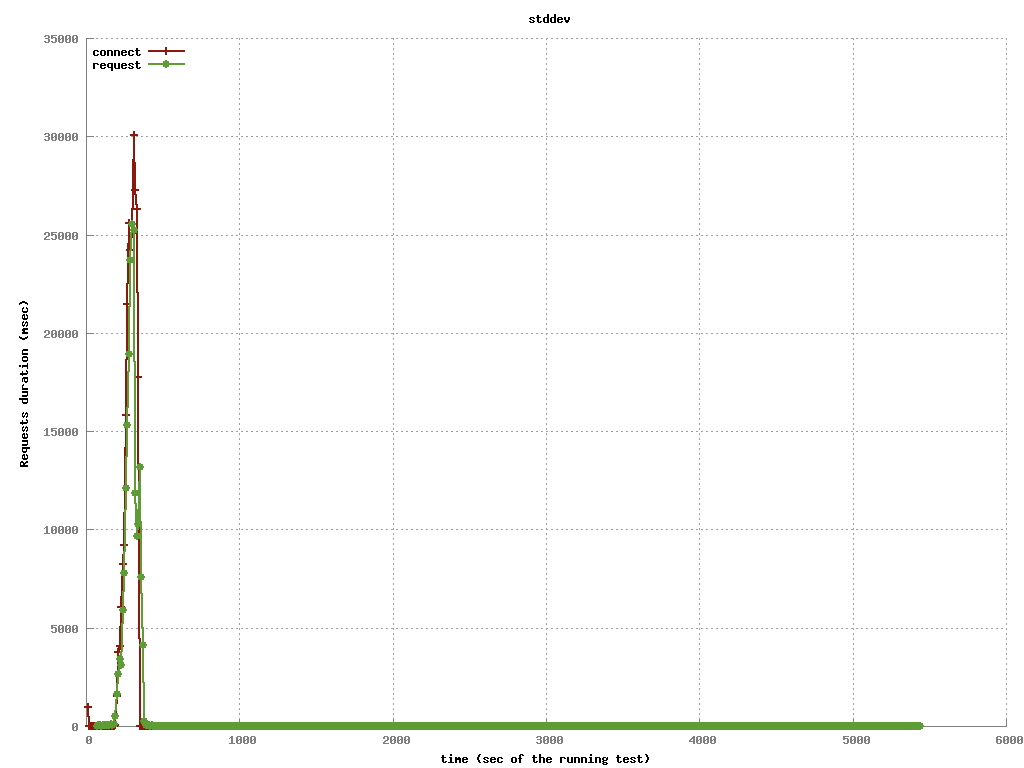 stddev
35000
30000
25000
20000
15000
10000
5000
0
connect
request
Requests duration (msec)
0 1000 2000 3000 4000 5000 6000
time (sec of the running test)